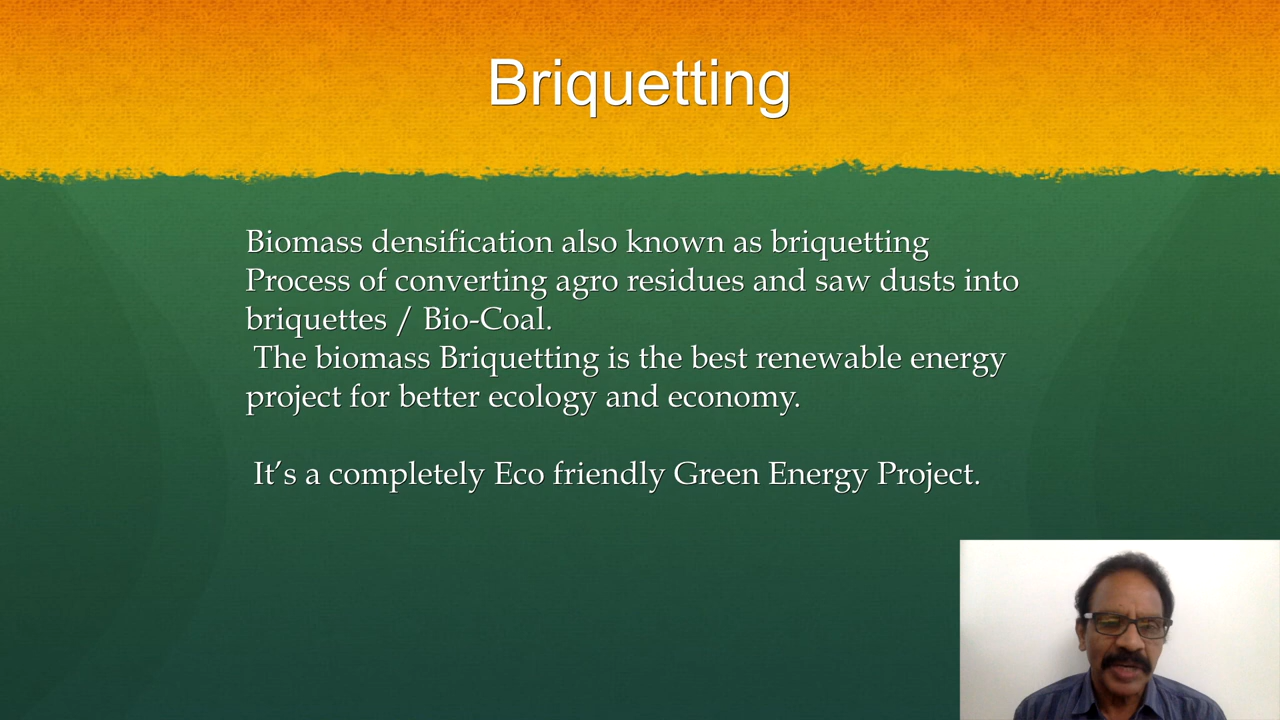 Briquetting
Biomass densification also known as briquetting
Process of converting agro residues and saw dusts into
briquettes / Bio-Coal.
The biomass Briquetting is the best renewable energy
project for better ecology and economy.
It’s a completely Eco friendly Green Energy Project.